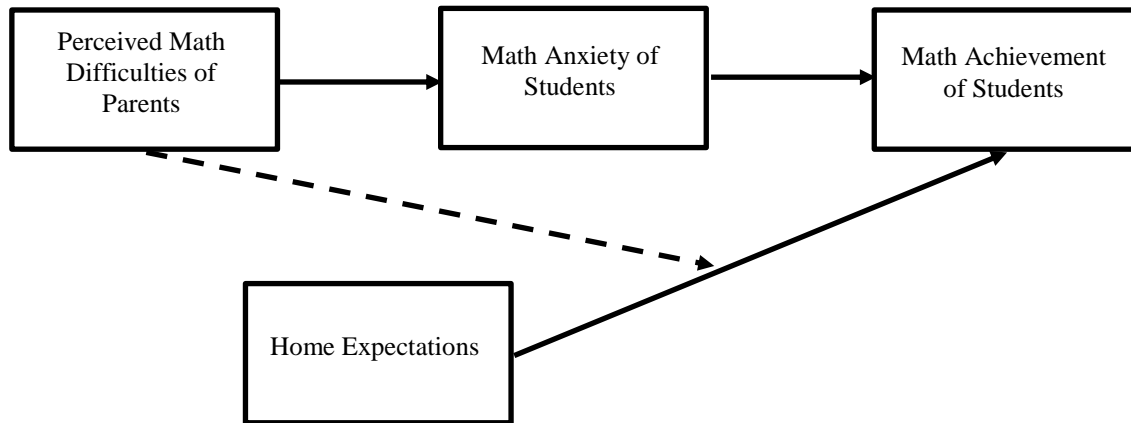 Perceived Math
Difficulties of
Parents
Math Anxiety of
Students
Math Achievement
of Students
Home Expectations